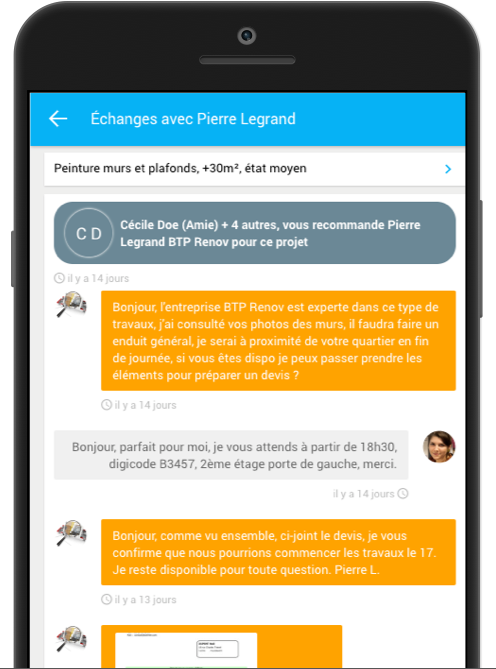 Échanges avec Pierre Legrand
Peinture murs et plafonds, +30m², état moyen
C D
Cécile Doe (Amie) + 4 autres, vous recommande Pierre
Legrand BTP Renov pour ce projet
il y a 14 jours
Bonjour, l'entreprise BTP Renov est experte dans ce type de
travaux, j'ai consulté vos photos des murs, il faudra faire un
enduit général, je serai à proximité de votre quartier en fin
de journée, si vous êtes dispo je peux passer prendre les
éléments pour préparer un devis ?
il y a 14 jours
Bonjour, parfait pour moi, je vous attends à partir de 18h30,
digicode B3457, 2ème étage porte de gauche, merci.
il y a 14 jours
Bonjour, comme vu ensemble, ci-joint le devis, je vous
confirme que nous pourrions commencer les travaux le 17.
Je reste disponible pour toute question. Pierre L.
il y a 13 jours